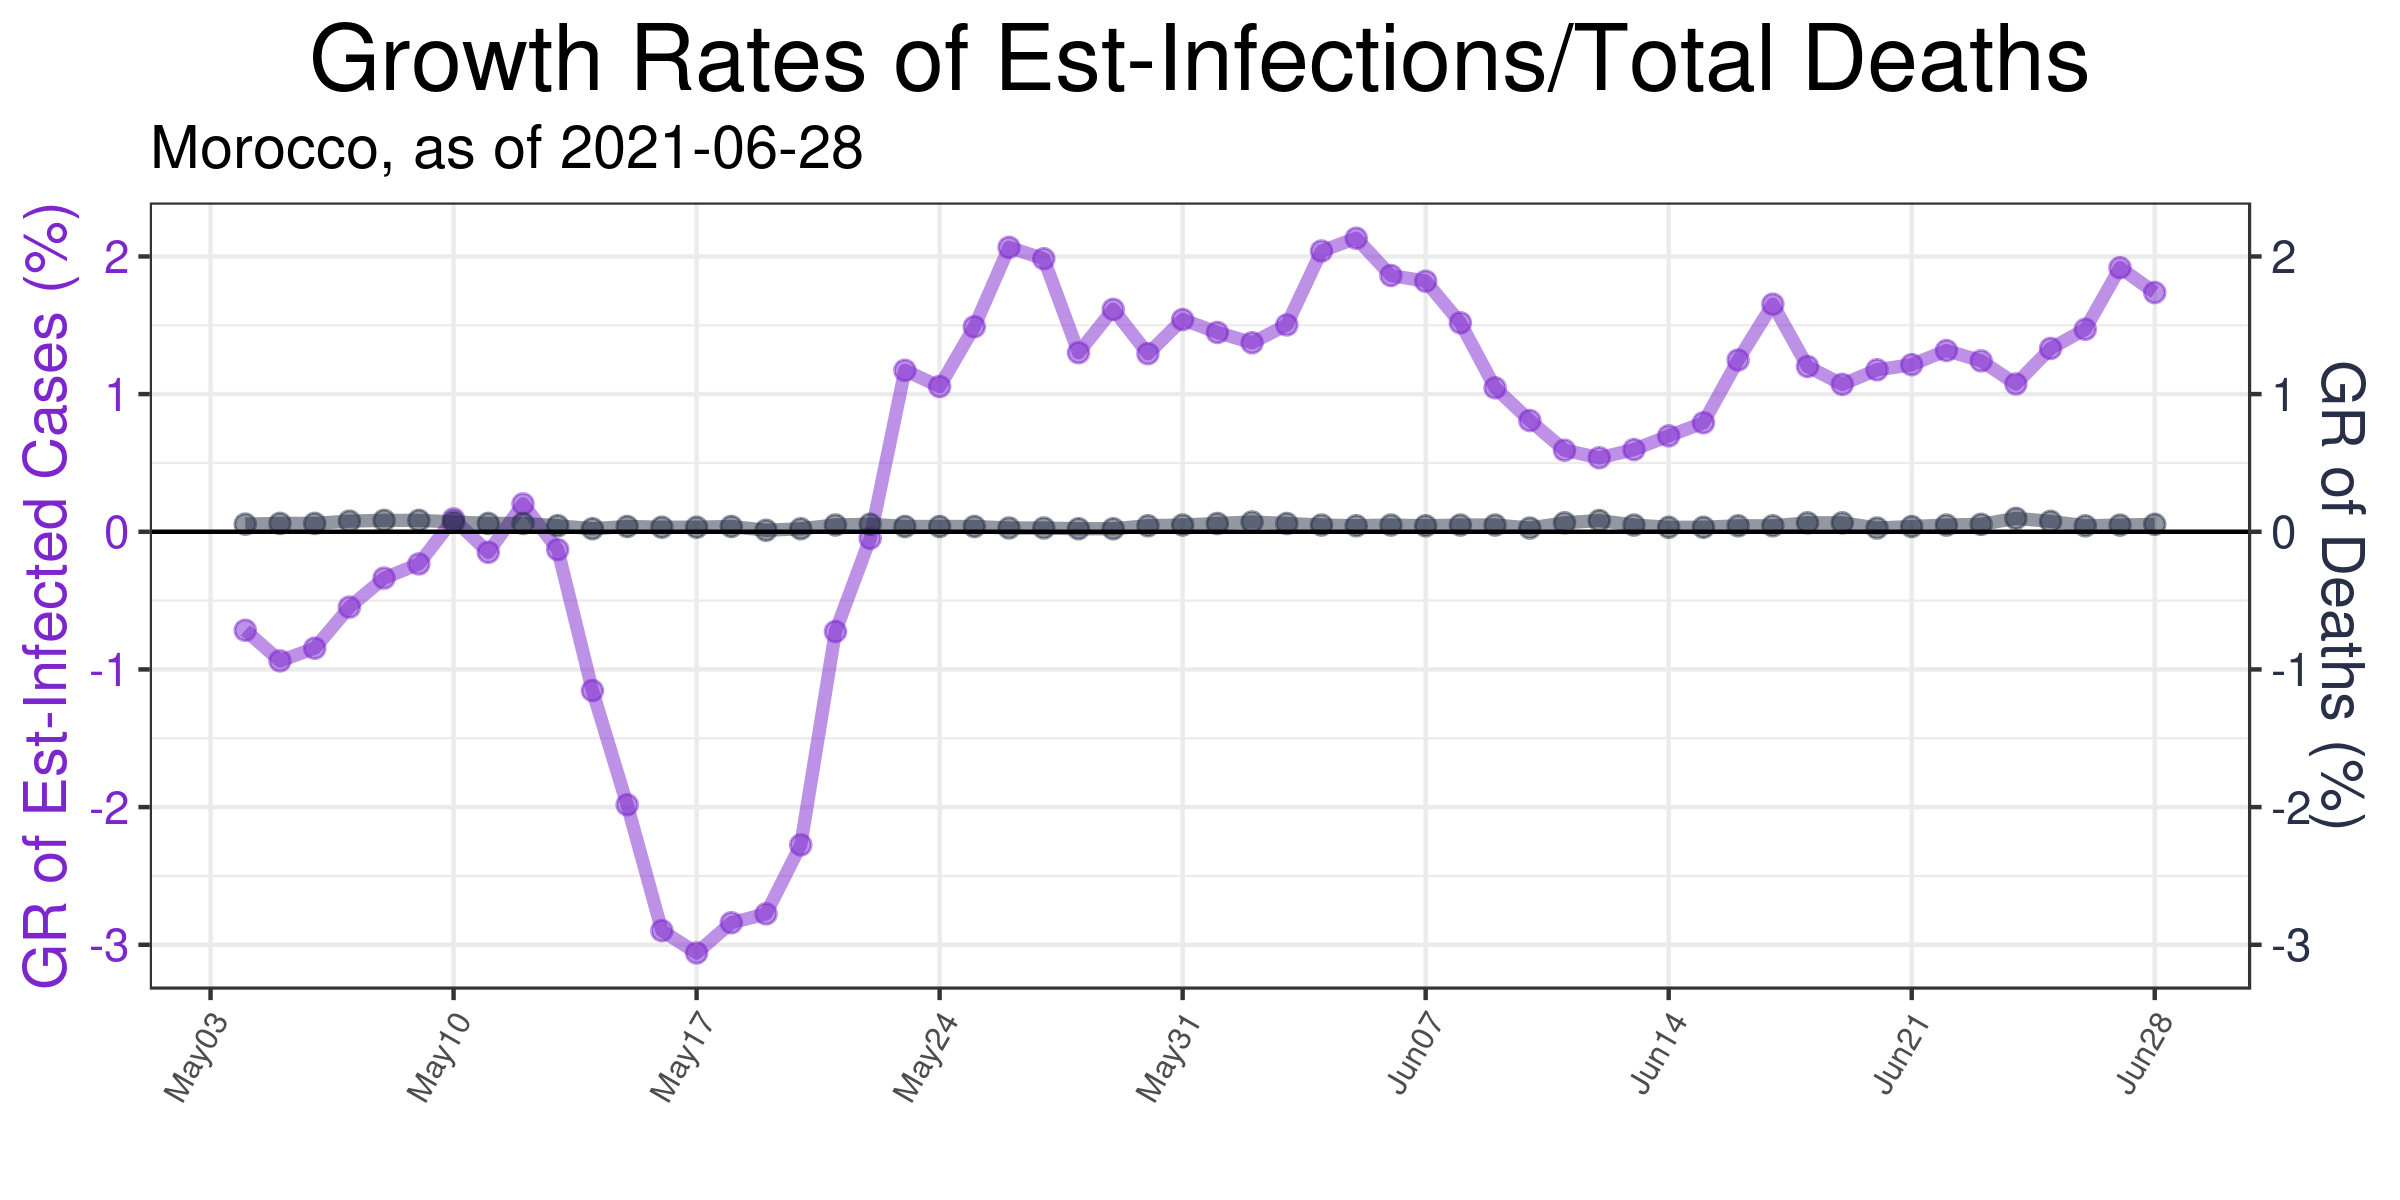 Growth Rates of Est-Infections/Total Deaths
Morocco, as of 2021-06-28
GR of Est-Infected Cases (%)
2
1
0
-1
-2
-3
2
1
0
-1
-2
-3
GR of Deaths (%)
May03
May10
May17
May24
May31
Jun07
Jun14
Jun21
Jun28